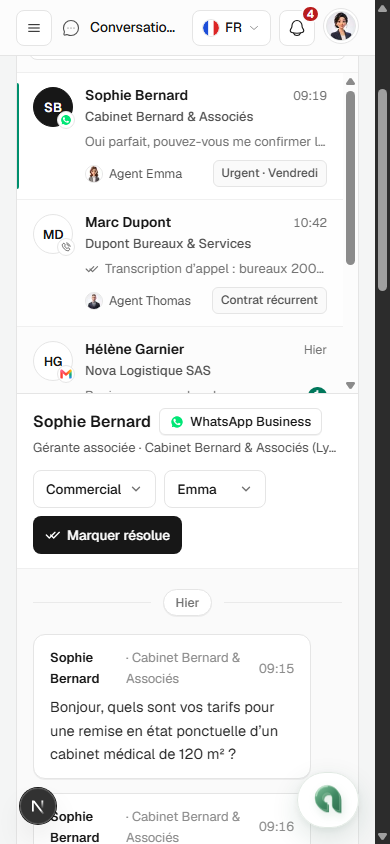 Conversatio...
FR
4
SB
Sophie Bernard
09:19
Cabinet Bernard & Associés
Oui parfait, pouvez-vous me confirmer l...
Agent Emma
Urgent · Vendredi
MD
Marc Dupont
10:42
Dupont Bureaux & Services
Transcription d'appel : bureaux 200...
Agent Thomas
Contrat récurrent
HG
Hélène Garnier
Hier
Nova Logistique SAS
Sophie Bernard
WhatsApp Business
Gérante associée · Cabinet Bernard & Associés (Ly...
Commercial
Emma
Marquer résolue
Hier
Sophie Bernard
· Cabinet Bernard & Associés
09:15
Bonjour, quels sont vos tarifs pour
une remise en état ponctuelle d'un
cabinet médical de 120 m² ?
N
Sophie Bernard
· Cabinet Bernard & Associés
09:16